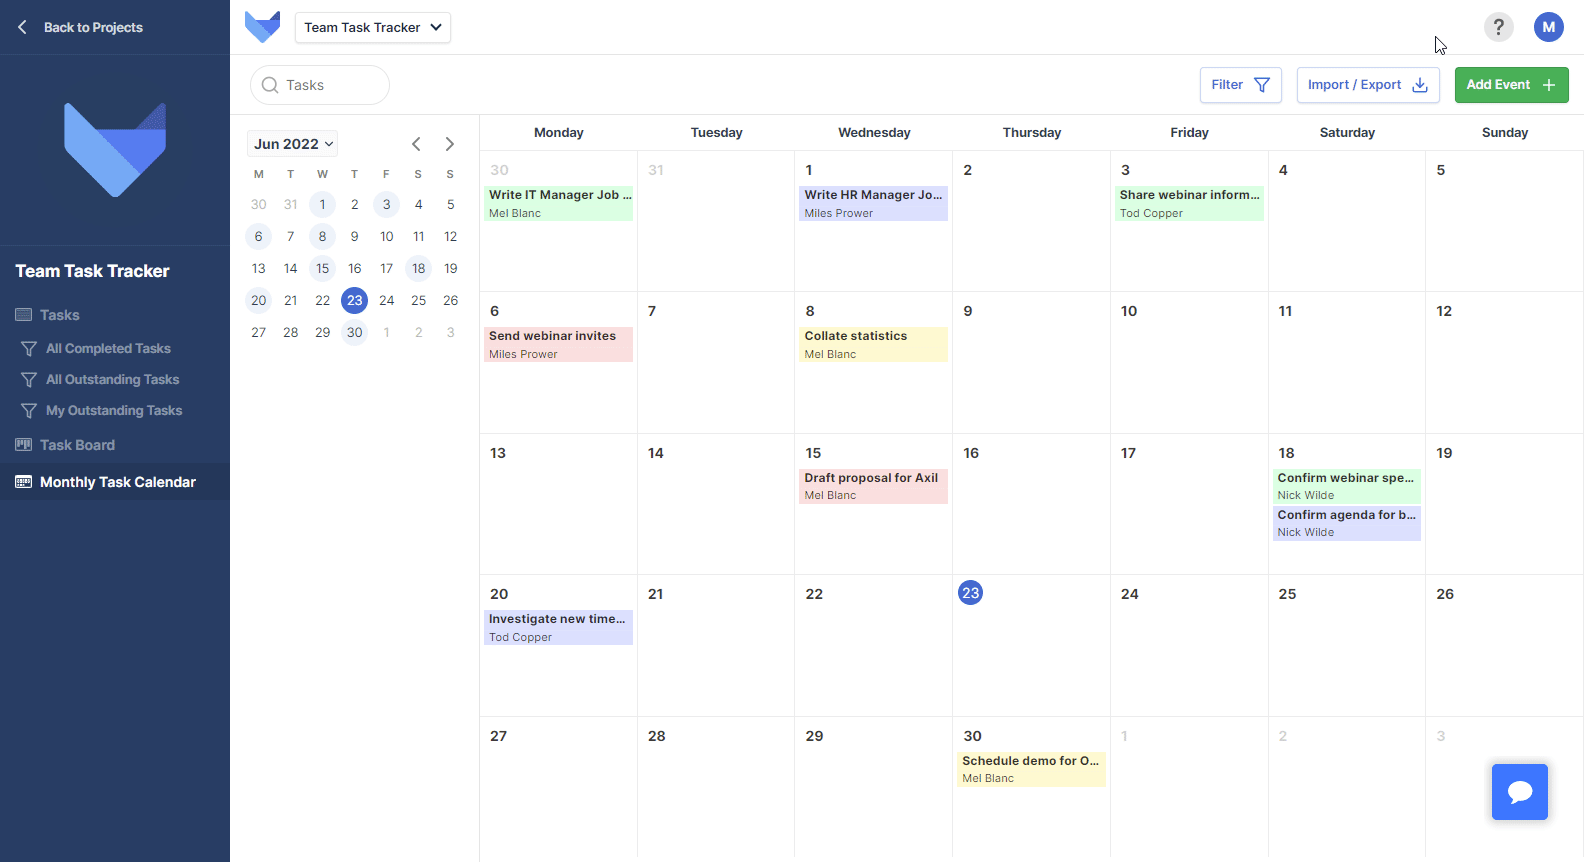 Back to Projects
Team Task Tracker
Tasks
All Completed Tasks
All Outstanding Tasks
My Outstanding Tasks
Task Board
Monthly Task Calendar
Team Task Tracker
?
M
Tasks
Filter
Import / Export
Add Event +
Jun 2022
M T W T F S S
30 31 1 2 3 4 5
6 7 8 9 10 11 12
13 14 15 16 17 18 19
20 21 22 23 24 25 26
27 28 29 30 1 2 3
Monday Tuesday Wednesday Thursday Friday Saturday Sunday
30 31 1 2 3 4 5
Write IT Manager Job ... Write HR Manager Jo... Share webinar inform...
Mel Blanc Miles Prower Tod Copper
6 7 8 9 10 11 12
Send webinar invites Collate statistics
Miles Prower Mel Blanc
13 14 15 16 17 18 19
Draft proposal for Axil Confirm webinar spe...
Mel Blanc Nick Wilde
Confirm agenda for b...
Nick Wilde
20 21 22 23 24 25 26
Investigate new time...
Tod Copper
27 28 29 30 1 2 3
Schedule demo for O...
Mel Blanc